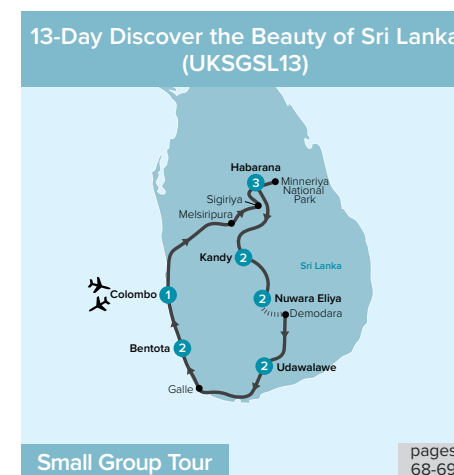 13-Day Discover the Beauty of Sri Lanka
(UKSGSL13)
Habarana
3
Minneriya
National
Park
Sigiriya
Melsiripura
Kandy 2
Sri Lanka
Colombo 1
2 Nuwara Eliya
Demodara
Bentota 2
2 Udawalawe
Galle
Small Group Tour
pages
68-69